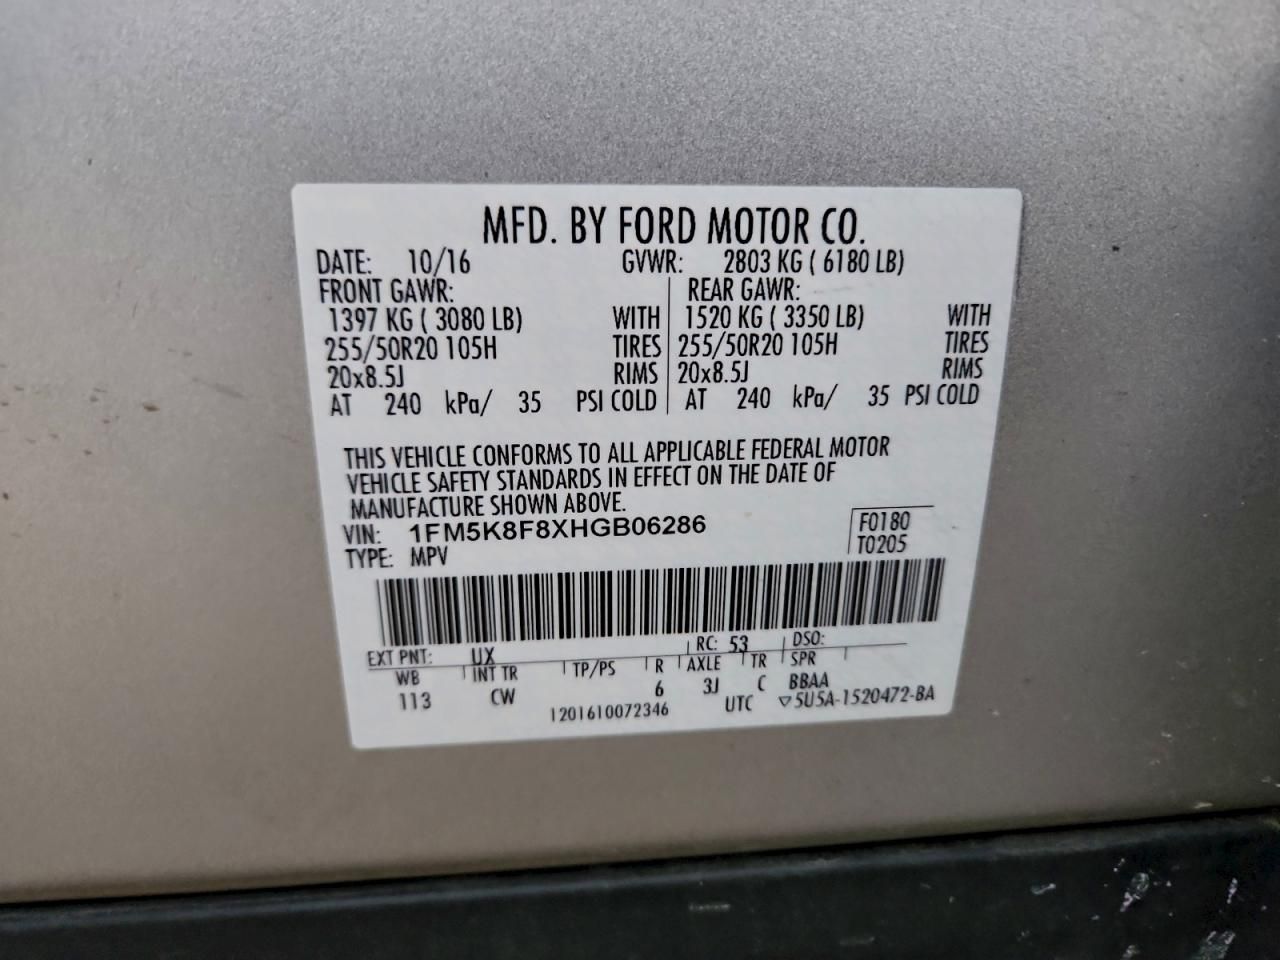 MFD. BY FORD MOTOR CO.
DATE: 10/16 GVWR: 2803 KG ( 6180 LB)
FRONT GAWR: REAR GAWR:
1397 KG ( 3080 LB) WITH 1520 KG ( 3350 LB) WITH
255/50R20 105H TIRES 255/50R20 105H TIRES
20x8.5J RIMS 20x8.5J RIMS
AT 240 kPa/ 35 PSI COLD AT 240 kPa/ 35 PSI COLD
THIS VEHICLE CONFORMS TO ALL APPLICABLE FEDERAL MOTOR
VEHICLE SAFETY STANDARDS IN EFFECT ON THE DATE OF
MANUFACTURE SHOWN ABOVE.
VIN: 1FM5K8F8XHGB06286 F0180
TYPE: MPV T0205
EXT PNT: UX RC: 53 DSO:
WB INT TR TP/PS R AXLE TR SPR
113 CW 6 3J C BBAA
1201610072346 UTC ▽5U5A-1520472-BA